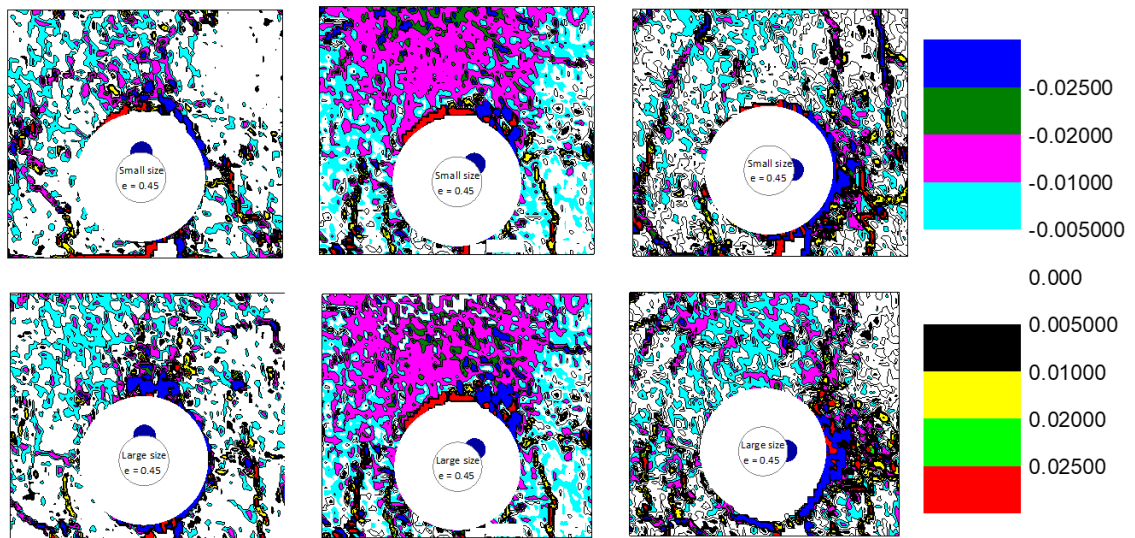 Small size
e = 0.45
Small size
e = 0.45
Small size
e = 0.45
Large size
e = 0.45
Large size
e = 0.45
Large size
e = 0.45
-0.02500
-0.02000
-0.01000
-0.005000
0.000
0.005000
0.01000
0.02000
0.02500